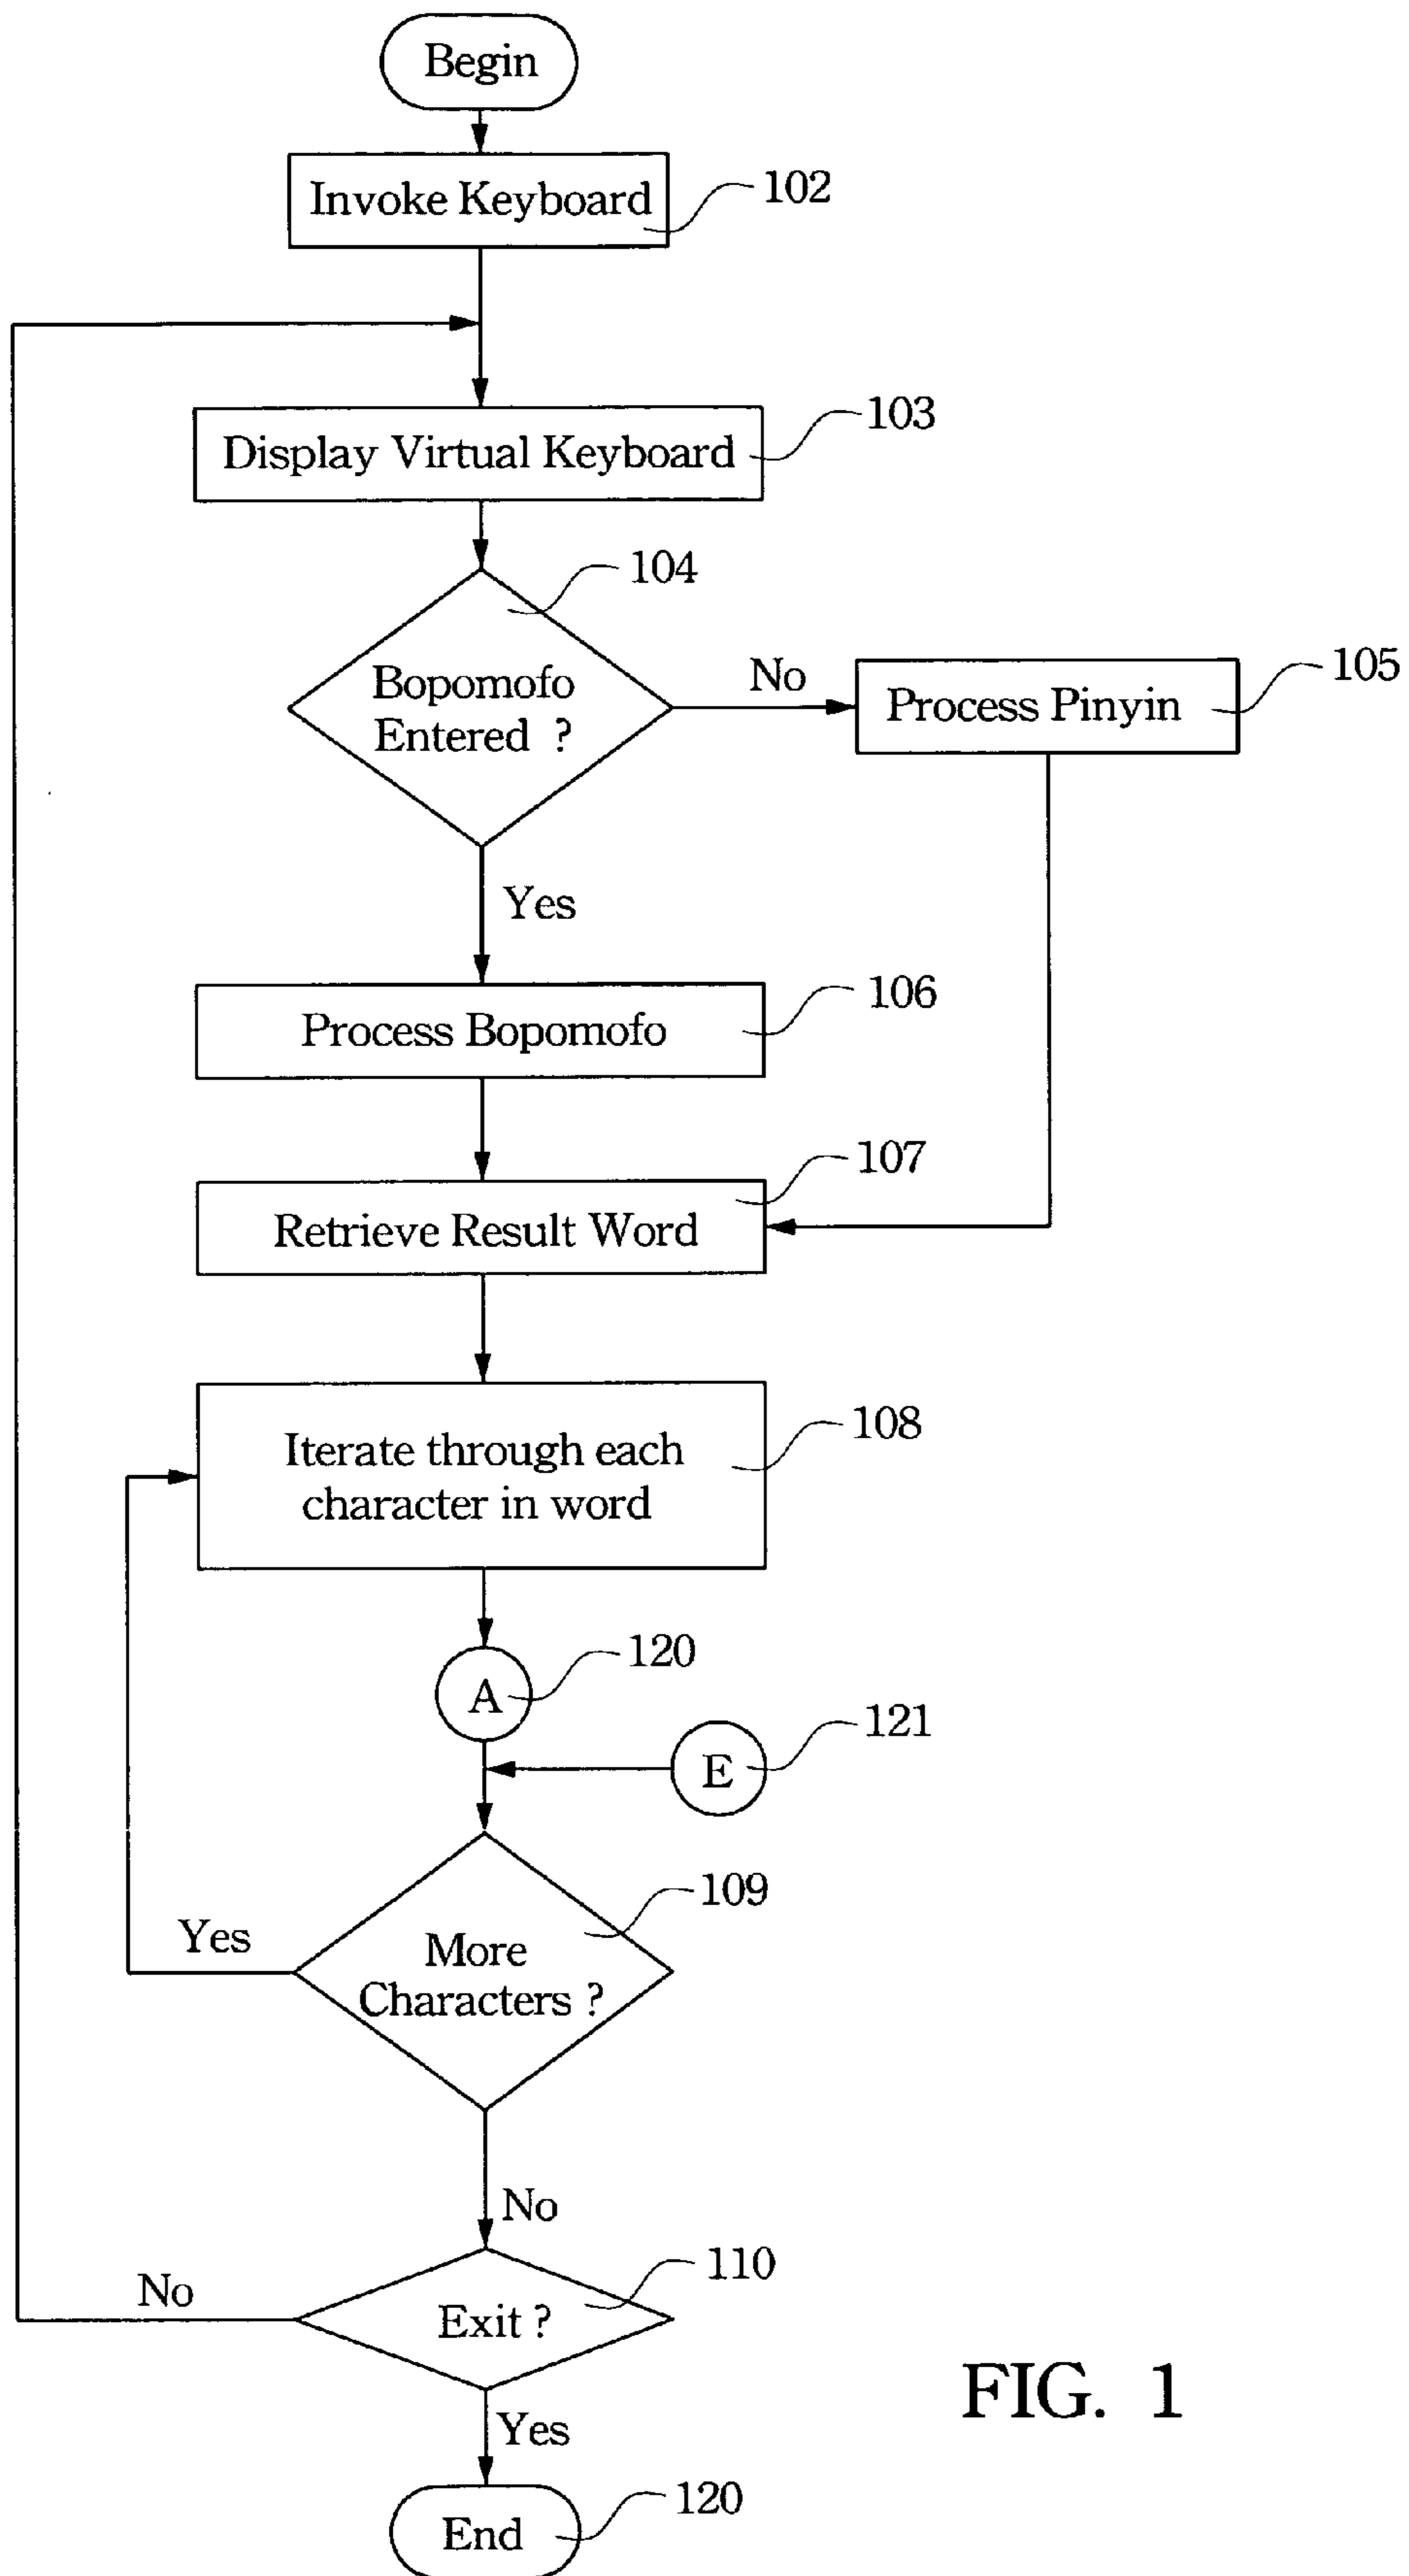 Begin
Invoke Keyboard
102
Display Virtual Keyboard
103
104
Bopomofo
Entered ?
No
Process Pinyin
105
Yes
Process Bopomofo
106
Retrieve Result Word
107
Iterate through each
character in word
108
A
120
E
121
109
More
Characters ?
Yes
No
110
Exit ?
No
Yes
End
120
FIG. 1